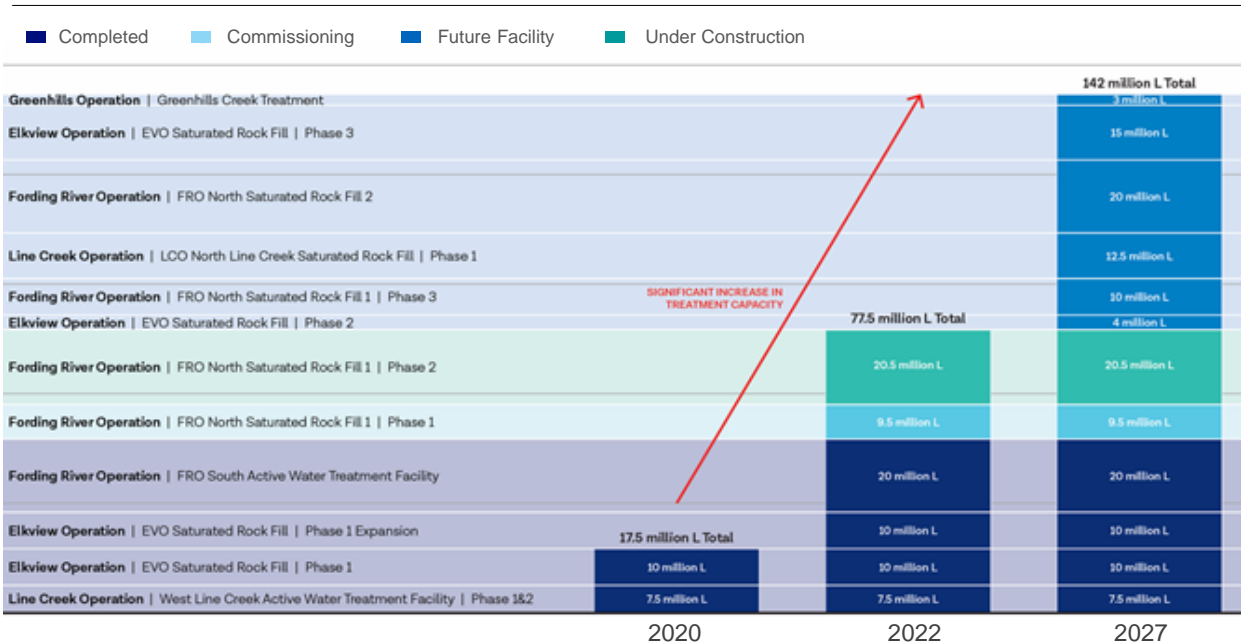 Completed Commissioning Future Facility Under Construction
142 million L Total
Greenhills Operation | Greenhills Creek Treatment 3 million L
Elkview Operation | EVO Saturated Rock Fill | Phase 3 15 million L
Fording River Operation | FRO North Saturated Rock Fill 2 20 million L
Line Creek Operation | LCO North Line Creek Saturated Rock Fill | Phase 1 12.5 million L
SIGNIFICANT INCREASE IN
TREATMENT CAPACITY
Fording River Operation | FRO North Saturated Rock Fill 1 | Phase 3 10 million L
77.5 million L Total
Elkview Operation | EVO Saturated Rock Fill | Phase 2 4 million L
Fording River Operation | FRO North Saturated Rock Fill 1 | Phase 2 20.5 million L 20.5 million L
Fording River Operation | FRO North Saturated Rock Fill 1 | Phase 1 9.5 million L 9.5 million L
Fording River Operation | FRO South Active Water Treatment Facility 20 million L 20 million L
Elkview Operation | EVO Saturated Rock Fill | Phase 1 Expansion 10 million L 10 million L
17.5 million L Total
Elkview Operation | EVO Saturated Rock Fill | Phase 1 10 million L 10 million L 10 million L
Line Creek Operation | West Line Creek Active Water Treatment Facility | Phase 1&2 7.5 million L 7.5 million L 7.5 million L
2020 2022 2027